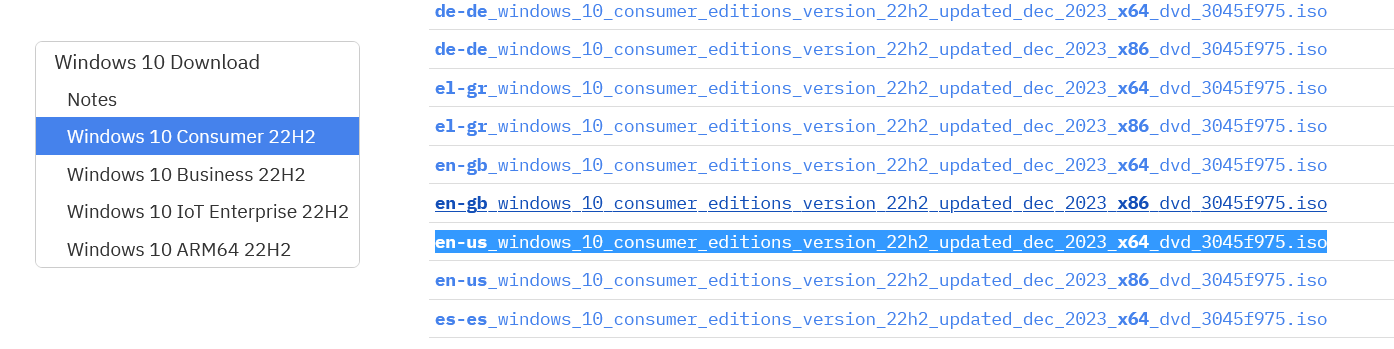 Windows 10 Download
Notes
Windows 10 Consumer 22H2
Windows 10 Business 22H2
Windows 10 IoT Enterprise 22H2
Windows 10 ARM64 22H2
de-de_windows_10_consumer_editions_version_22h2_updated_dec_2023_x64_dvd_3045f975.iso
de-de_windows_10_consumer_editions_version_22h2_updated_dec_2023_x86_dvd_3045f975.iso
el-gr_windows_10_consumer_editions_version_22h2_updated_dec_2023_x64_dvd_3045f975.iso
el-gr_windows_10_consumer_editions_version_22h2_updated_dec_2023_x86_dvd_3045f975.iso
en-gb_windows_10_consumer_editions_version_22h2_updated_dec_2023_x64_dvd_3045f975.iso
en-gb_windows_10_consumer_editions_version_22h2_updated_dec_2023_x86_dvd_3045f975.iso
en-us_windows_10_consumer_editions_version_22h2_updated_dec_2023_x64_dvd_3045f975.iso
en-us_windows_10_consumer_editions_version_22h2_updated_dec_2023_x86_dvd_3045f975.iso
es-es_windows_10_consumer_editions_version_22h2_updated_dec_2023_x64_dvd_3045f975.iso